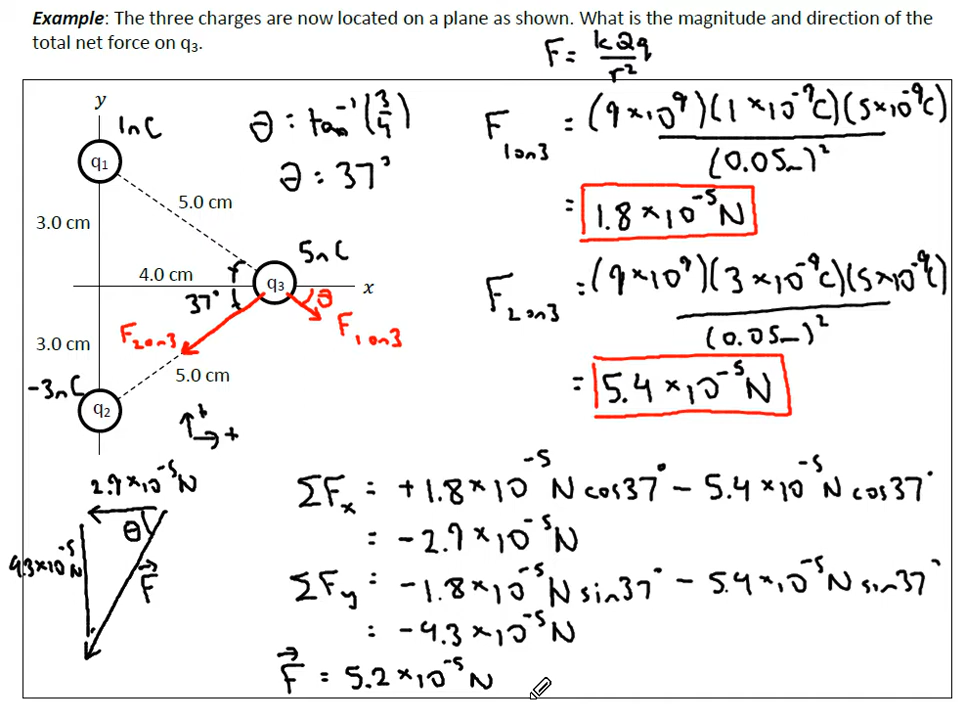 Example: The three charges are now located on a plane as shown. What is the magnitude and direction of the
total net force on q₃.
F = kQq/r²
y
1nC
q₁
θ = tan⁻¹(3/4)
θ = 37°
F₁ₒₙ₃ = (9×10⁹)(1×10⁻⁹C)(5×10⁻⁹C)
(0.05m)²
= 1.8×10⁻⁵N
5.0 cm
3.0 cm
5nC
4.0 cm
q₃
x
37°
θ
F₂ₒₙ₃
F₁ₒₙ₃
F₂ₒₙ₃ = (9×10⁹)(3×10⁻⁹C)(5×10⁻⁹C)
(0.05m)²
= 5.4×10⁻⁵N
3.0 cm
5.0 cm
-3nC
q₂
+
+
2.9×10⁻⁵N
θ
4.3×10⁻⁵N
F⃗
ΣFₓ = +1.8×10⁻⁵N cos37° - 5.4×10⁻⁵N cos37°
= -2.9×10⁻⁵N
ΣFy = -1.8×10⁻⁵N sin37° - 5.4×10⁻⁵N sin37°
= -4.3×10⁻⁵N
F⃗ = 5.2×10⁻⁵N